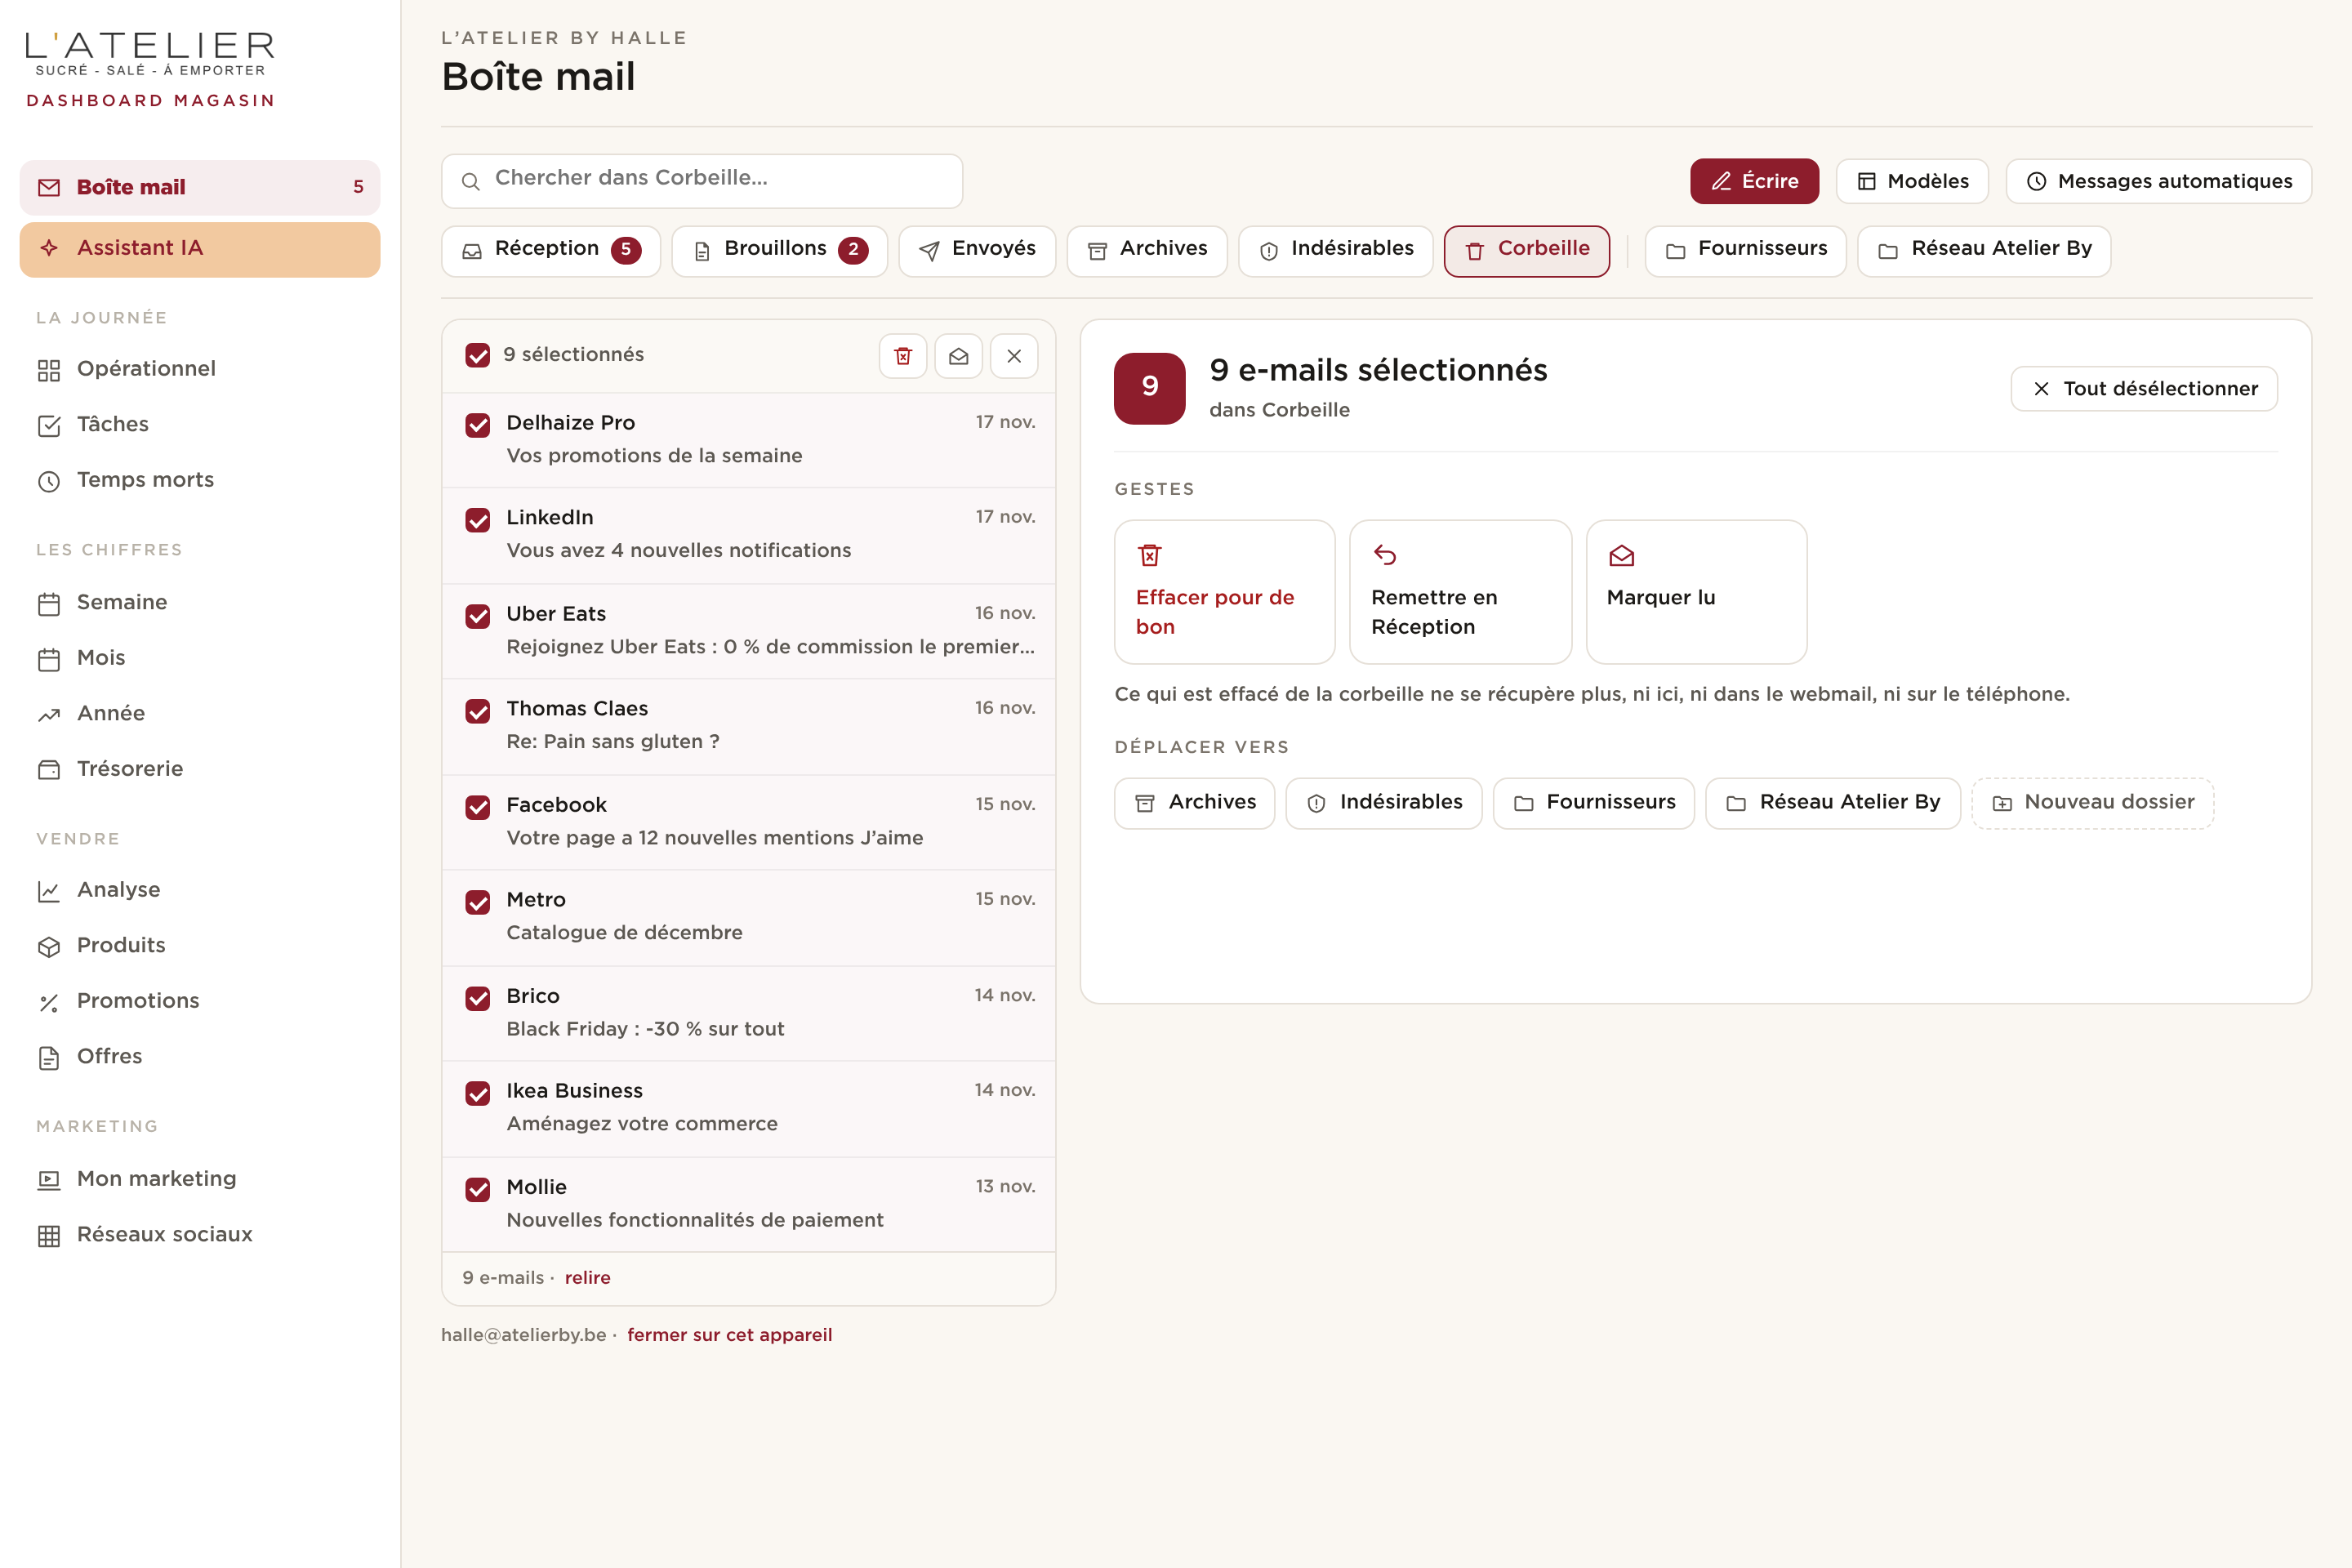 L'ATELIER
SUCRÉ - SALÉ - Á EMPORTER
DASHBOARD MAGASIN
Boîte mail 5
Assistant IA
LA JOURNÉE
Opérationnel
Tâches
Temps morts
LES CHIFFRES
Semaine
Mois
Année
Trésorerie
VENDRE
Analyse
Produits
Promotions
Offres
MARKETING
Mon marketing
Réseaux sociaux
L'ATELIER BY HALLE
Boîte mail
Chercher dans Corbeille...
Écrire
Modèles
Messages automatiques
Réception 5
Brouillons 2
Envoyés
Archives
Indésirables
Corbeille
Fournisseurs
Réseau Atelier By
9 sélectionnés
Delhaize Pro 17 nov.
Vos promotions de la semaine
LinkedIn 17 nov.
Vous avez 4 nouvelles notifications
Uber Eats 16 nov.
Rejoignez Uber Eats : 0 % de commission le premier...
Thomas Claes 16 nov.
Re: Pain sans gluten ?
Facebook 15 nov.
Votre page a 12 nouvelles mentions J’aime
Metro 15 nov.
Catalogue de décembre
Brico 14 nov.
Black Friday : -30 % sur tout
Ikea Business 14 nov.
Aménagez votre commerce
Mollie 13 nov.
Nouvelles fonctionnalités de paiement
9 e-mails · relire
halle@atelierby.be · fermer sur cet appareil
9
9 e-mails sélectionnés
dans Corbeille
Tout désélectionner
GESTES
Effacer pour de
bon
Remettre en
Réception
Marquer lu
Ce qui est effacé de la corbeille ne se récupère plus, ni ici, ni dans le webmail, ni sur le téléphone.
DÉPLACER VERS
Archives
Indésirables
Fournisseurs
Réseau Atelier By
Nouveau dossier